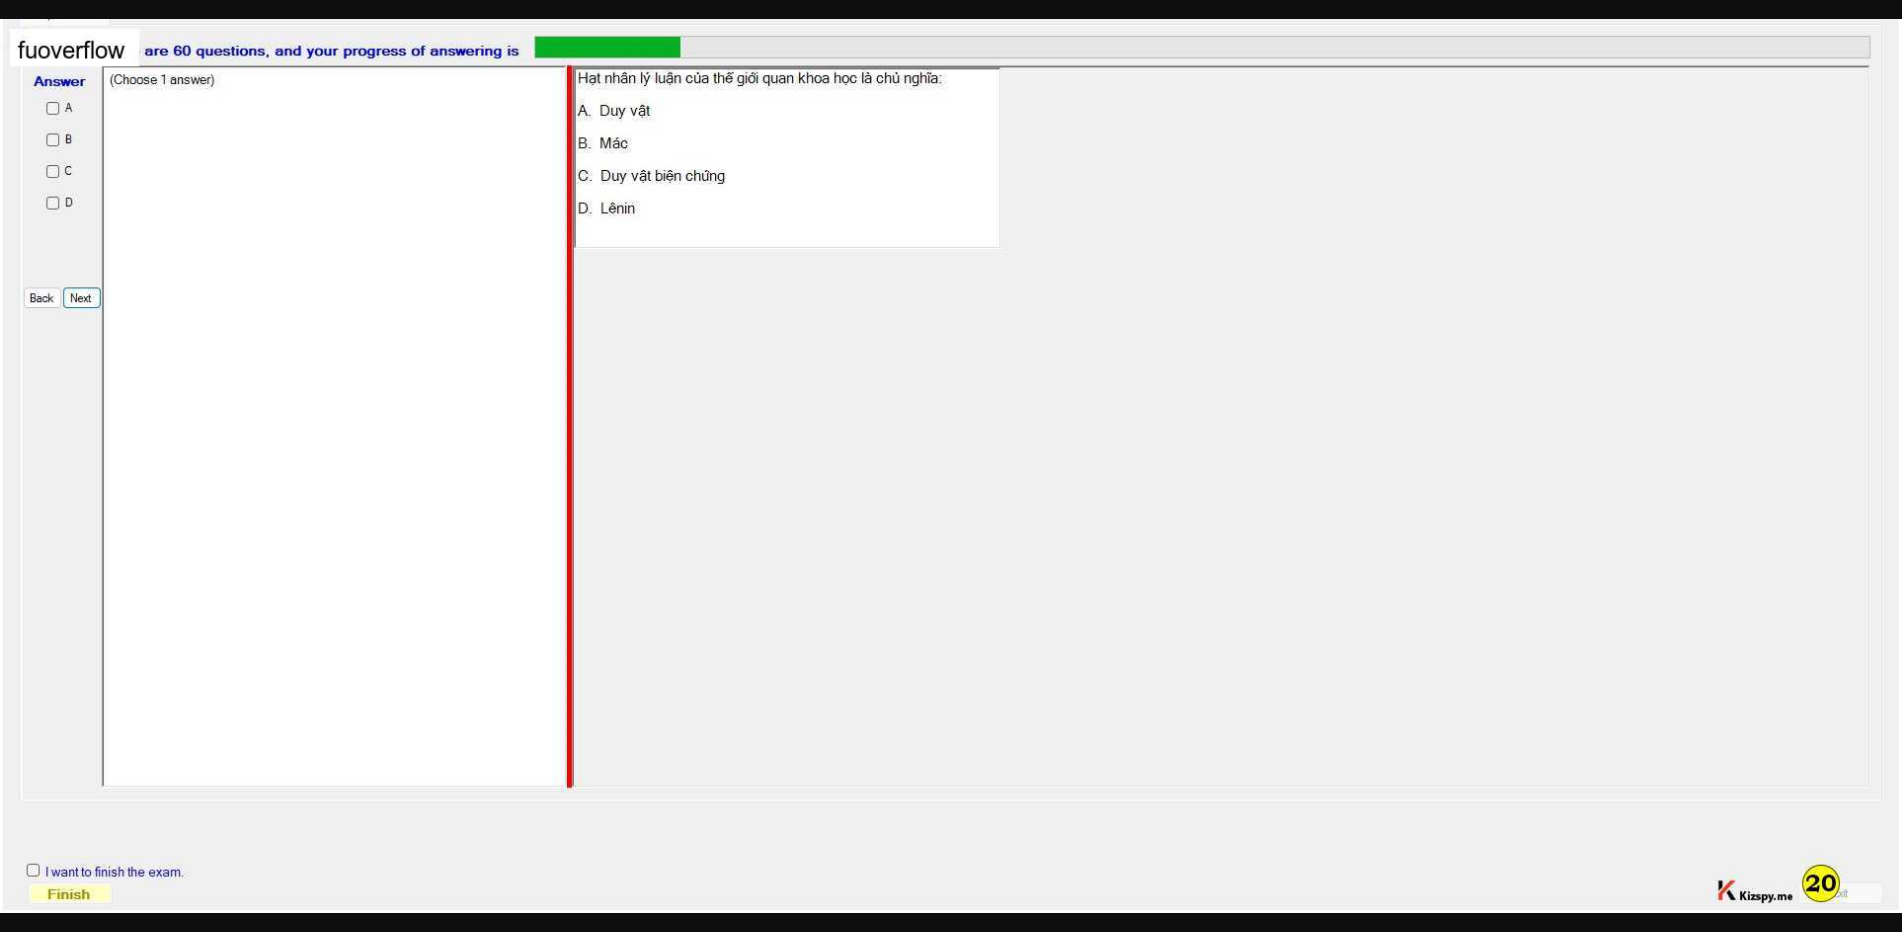 fuoverflow are 60 questions, and your progress of answering is
Answer
(Choose 1 answer)
A
B
C
D
Back Next
Hạt nhân lý luận của thế giới quan khoa học là chủ nghĩa:
A. Duy vật
B. Mác
C. Duy vật biện chứng
D. Lênin
I want to finish the exam.
Finish
Kizspy.me
20